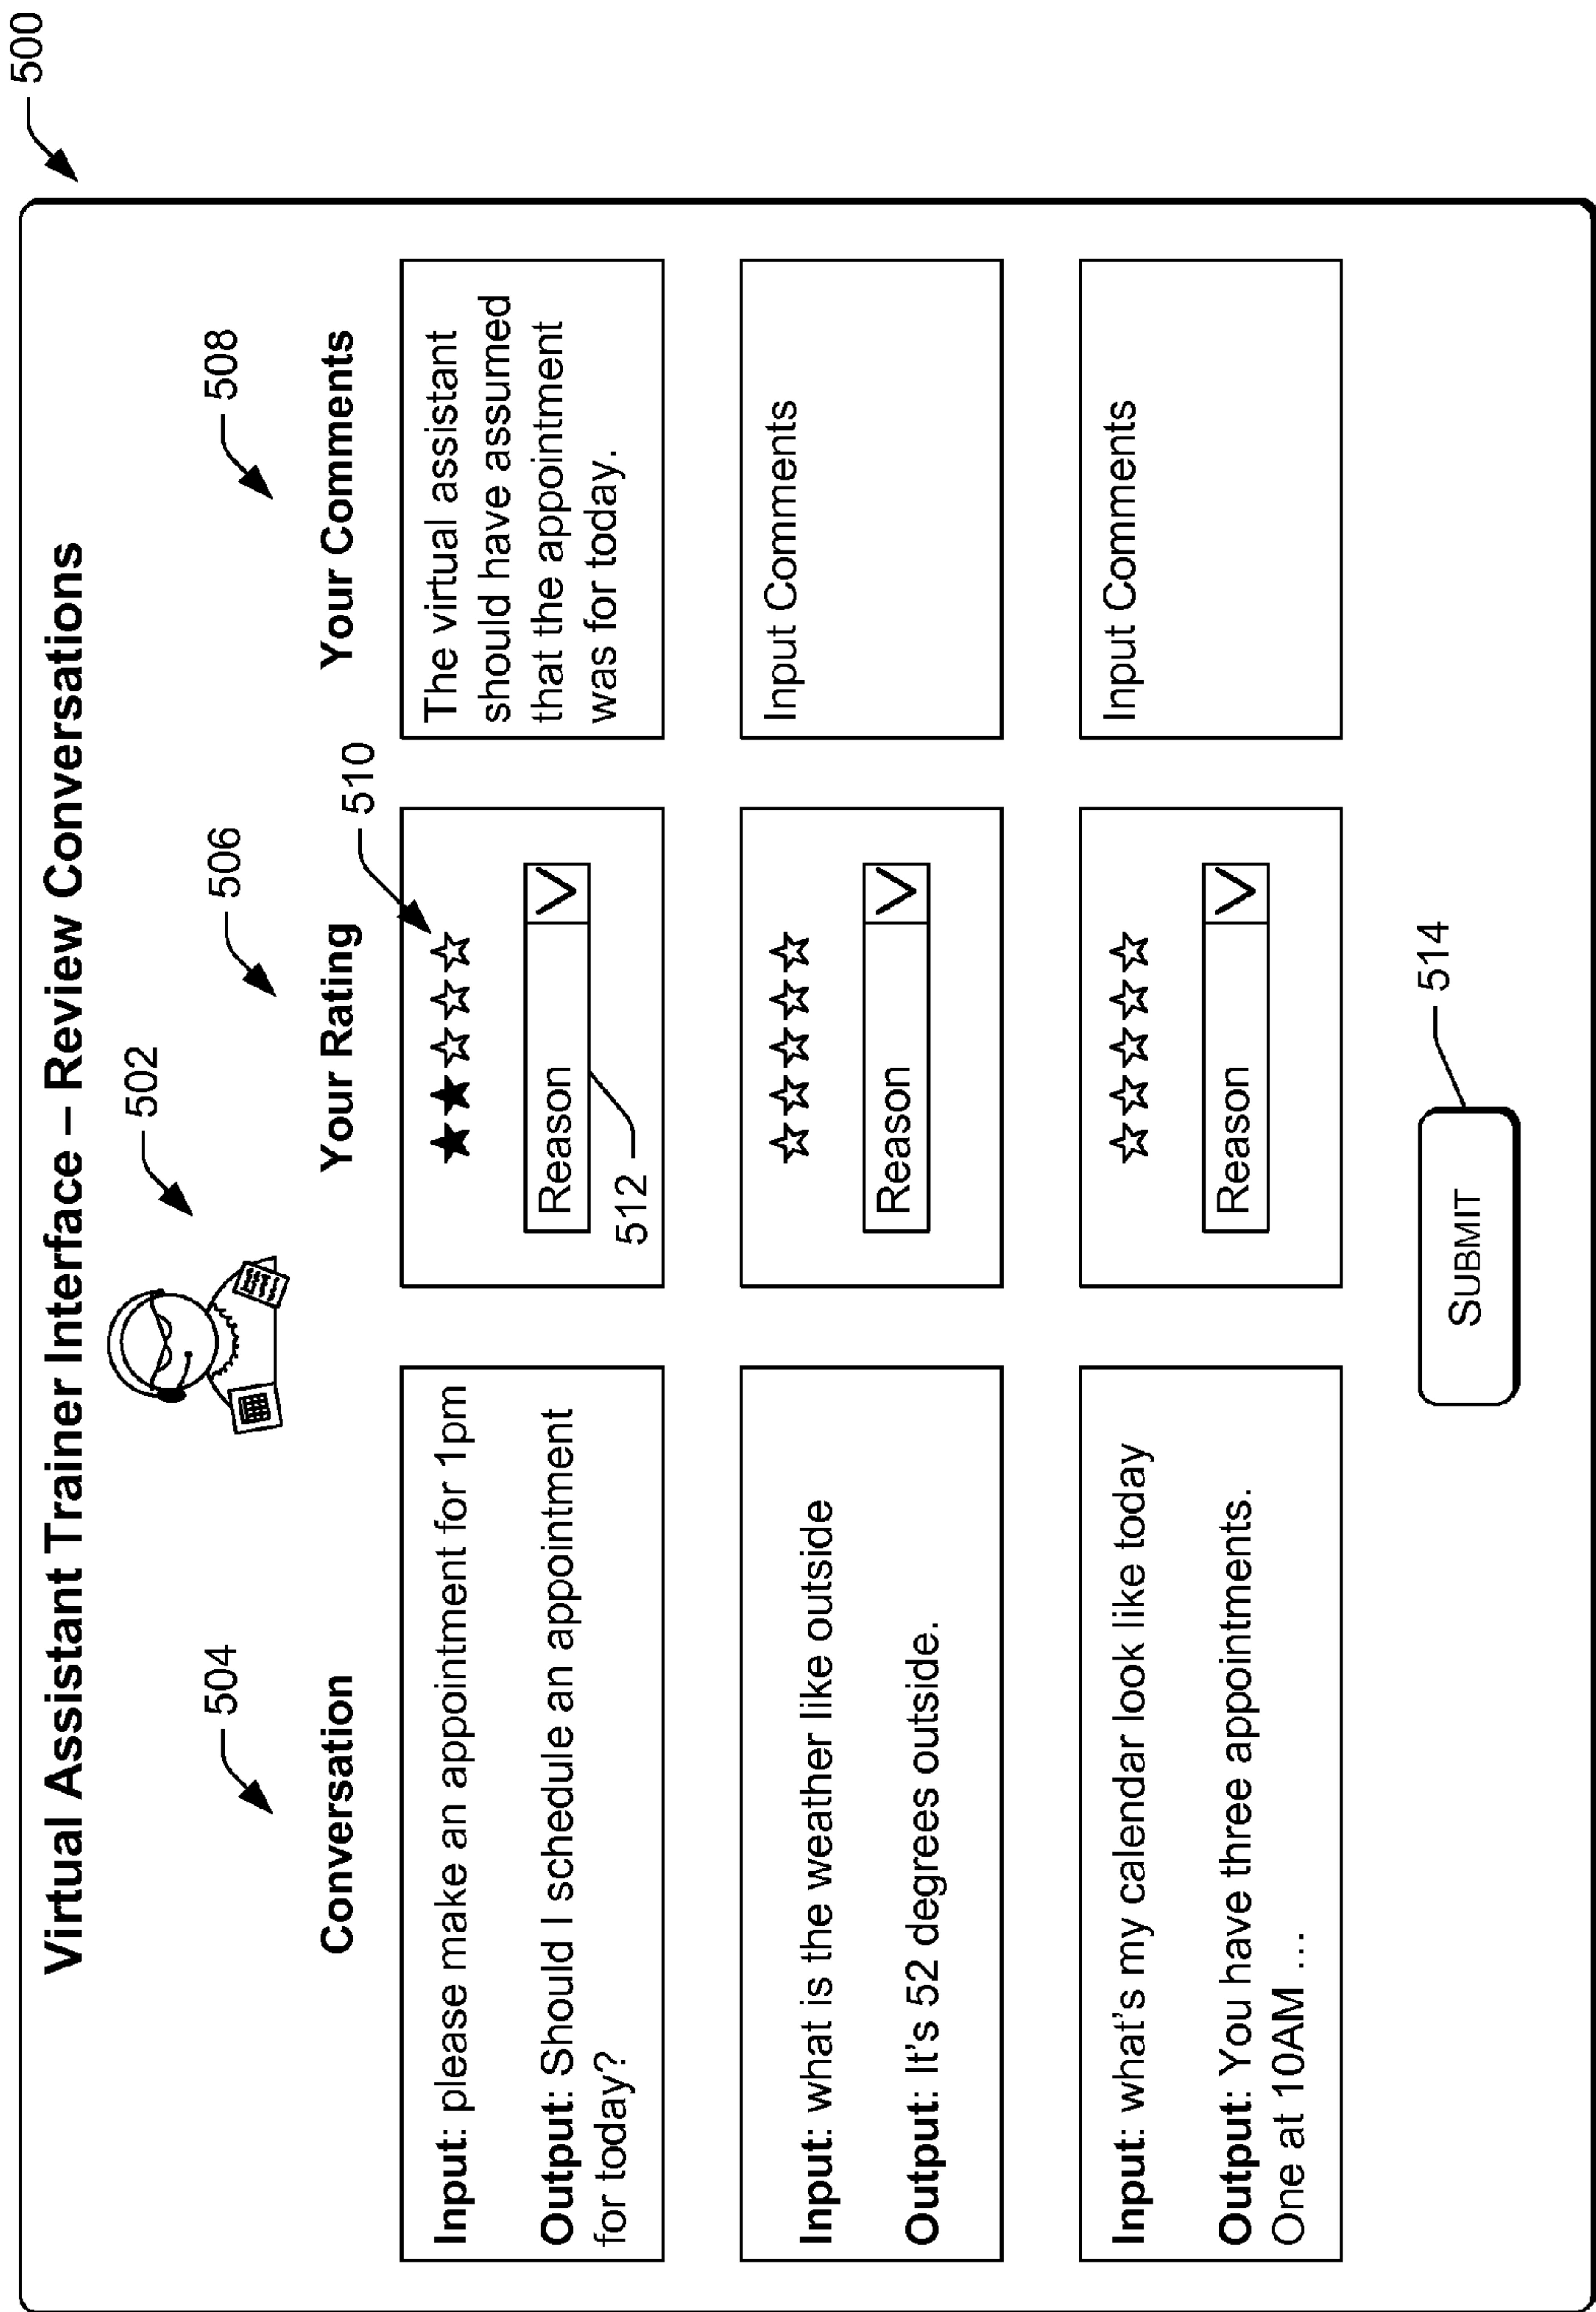 500
Virtual Assistant Trainer Interface – Review Conversations
502
504
506
508
Conversation
Your Rating
Your Comments
510
Input: please make an appointment for 1pm
Output: Should I schedule an appointment
for today?
Reason
512
The virtual assistant
should have assumed
that the appointment
was for today.
Input: what is the weather like outside
Output: It's 52 degrees outside.
Reason
Input Comments
Input: what's my calendar look like today
Output: You have three appointments.
One at 10AM ...
Reason
Input Comments
SUBMIT
514